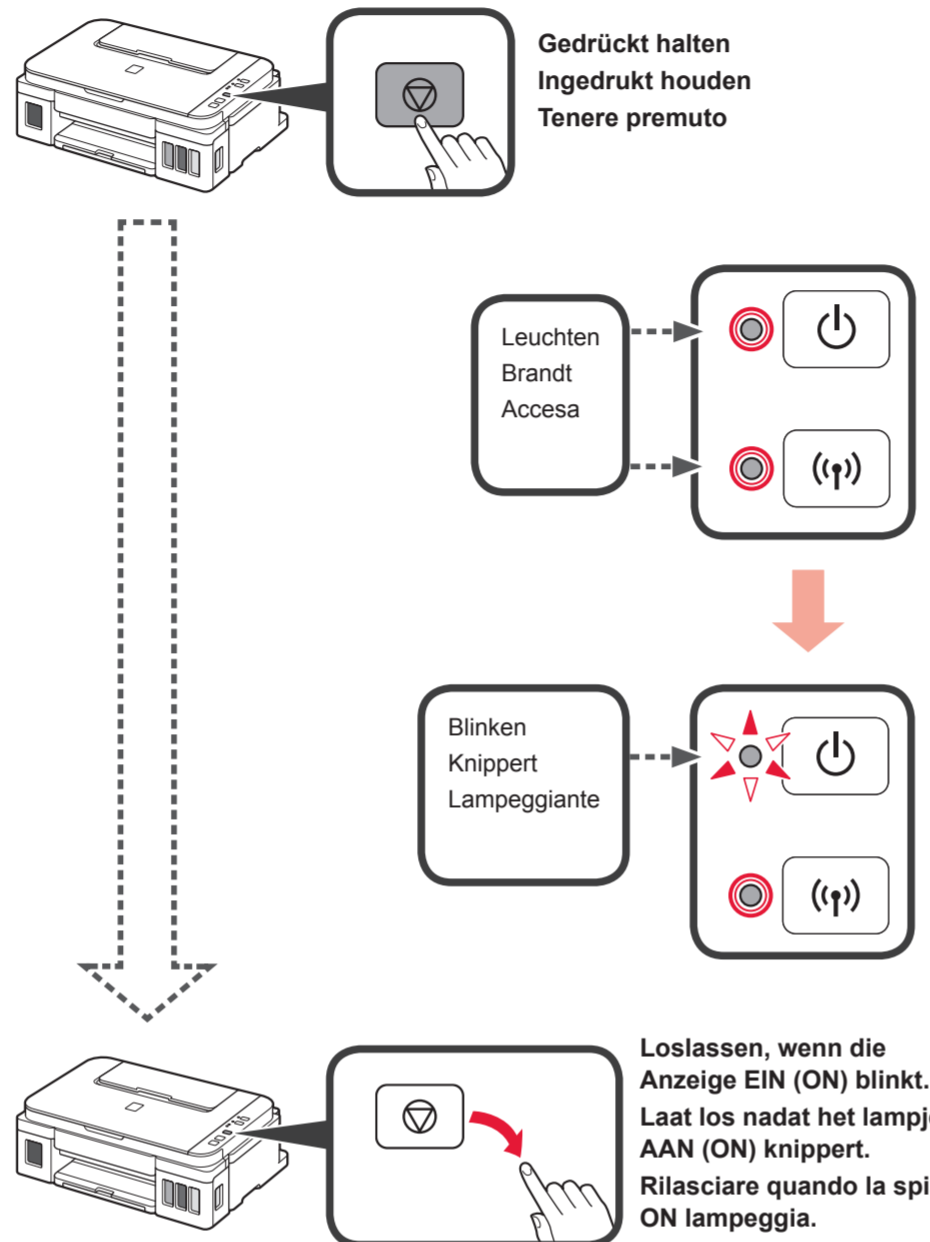 Gedrückt halten
Ingedrukt houden
Tenere premuto
Leuchten
Brandt
Accesa
Blinken
Knippert
Lampeggiante
Loslassen, wenn die
Anzeige EIN (ON) blinkt.
Laat los nadat het
AAN (ON) knippert.
Rilasciare quando la
ON lampeggia.